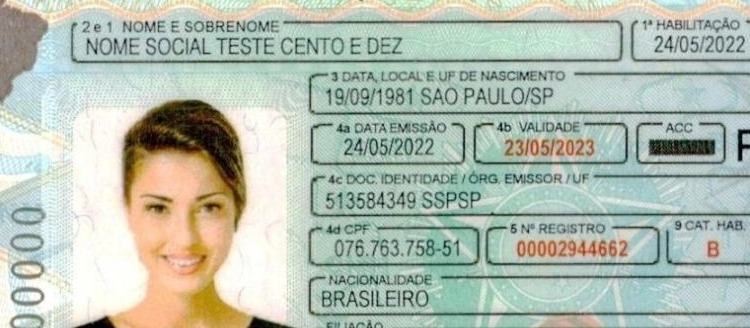 2 e 1 NOME E SOBRENOME
1ª HABILITAÇÃO
NOME SOCIAL TESTE CENTO E DEZ
24/05/2022
3 DATA, LOCAL E UF DE NASCIMENTO
19/09/1981 SAO PAULO/SP
4a DATA EMISSÃO
4b VALIDADE
ACC
24/05/2022
23/05/2023
4c DOC. IDENTIDADE / ÓRG. EMISSOR / UF
513584349 SSPSP
4d CPF
5 Nº REGISTRO
9 CAT. HAB.
076.763.758-51
00002944662
B
NACIONALIDADE
BRASILEIRO
FILIAÇÃO
00000